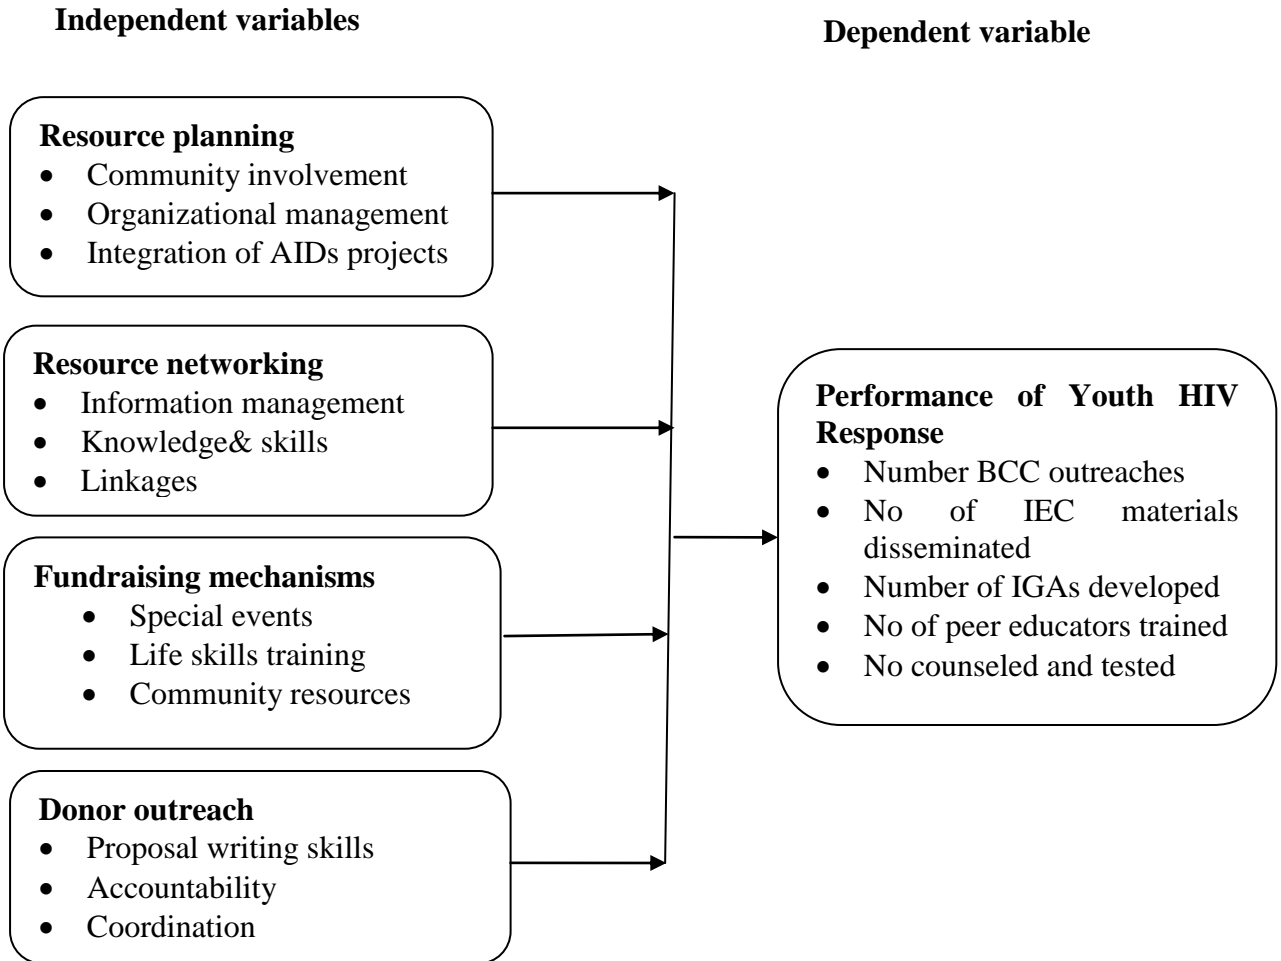 Independent variables
Dependent variable
Resource planning
• Community involvement
• Organizational management
• Integration of AIDs projects
Resource networking
• Information management
• Knowledge& skills
• Linkages
Fundraising mechanisms
• Special events
• Life skills training
• Community resources
Donor outreach
• Proposal writing skills
• Accountability
• Coordination
Performance of Youth HIV
Response
• Number BCC outreaches
• No of IEC materials
disseminated
• Number of IGAs developed
• No of peer educators trained
• No counseled and tested